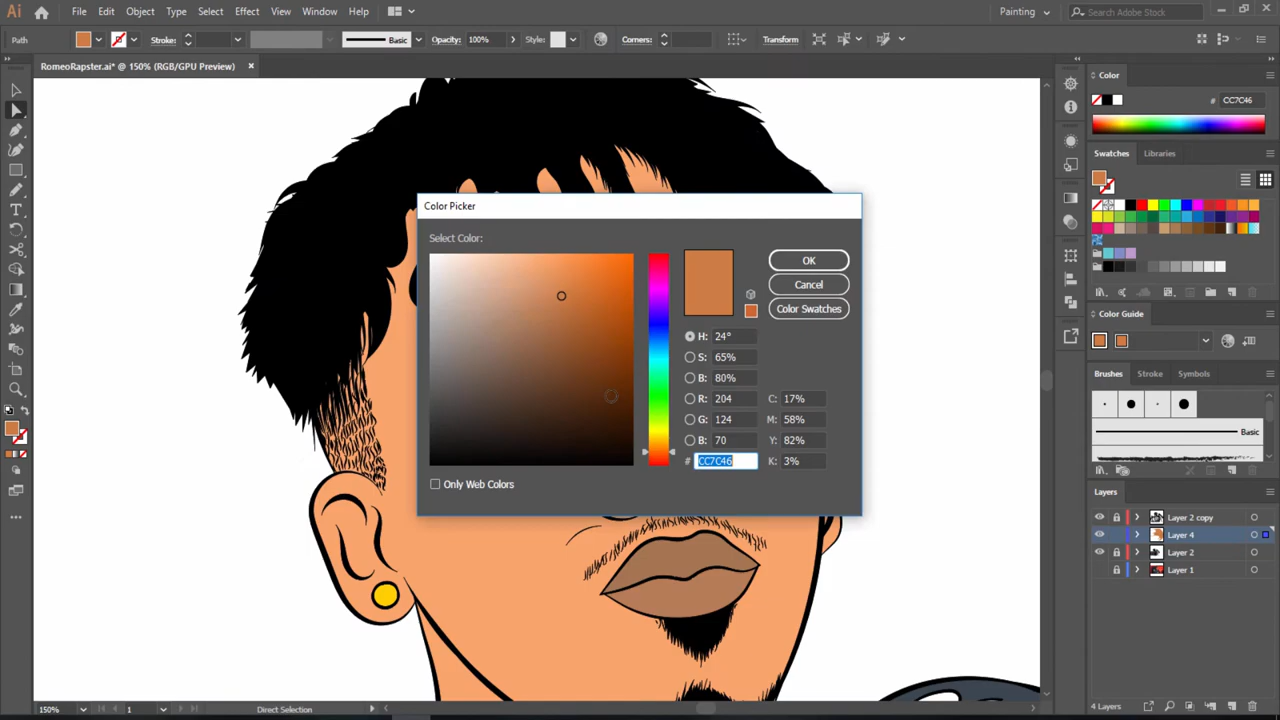 Ai File Edit Object Type Select Effect View Window Help Painting Search Adobe Stock
Path Stroke: Basic Opacity: 100% Style: Corners: Transform
RomeoRapster.ai* @ 150% (RGB/GPU Preview) ×
Color
# CC7C46
Swatches Libraries
Color Guide
Brushes Stroke Symbols
Basic
Layers
Layer 2 copy
Layer 4
Layer 2
Layer 1
4 Layers
Color Picker
Select Color:
OK
Cancel
Color Swatches
H: 24°
S: 65%
B: 80%
R: 204 C: 17%
G: 124 M: 58%
B: 70 Y: 82%
# CC7C46 K: 3%
Only Web Colors
150% 1 Direct Selection